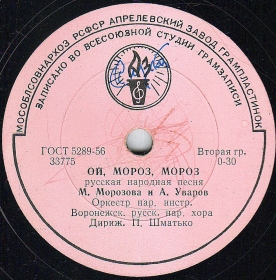 МОСОБЛСОВНАРХОЗ РСФСР АПРЕЛЕВСКИЙ ЗАВОД ГРАМПЛАСТИНОК
ЗАПИСАНО ВО ВСЕСОЮЗНОЙ СТУДИИ ГРАМЗАПИСИ
ГОСТ 5289-56 Вторая гр.
33775 0-30
ОЙ, МОРОЗ, МОРОЗ
русская народная песня
М. Морозова и А. Уваров
Оркестр нар. инстр.
Воронежск. русск. нар. хора
Дириж. П. Шматько